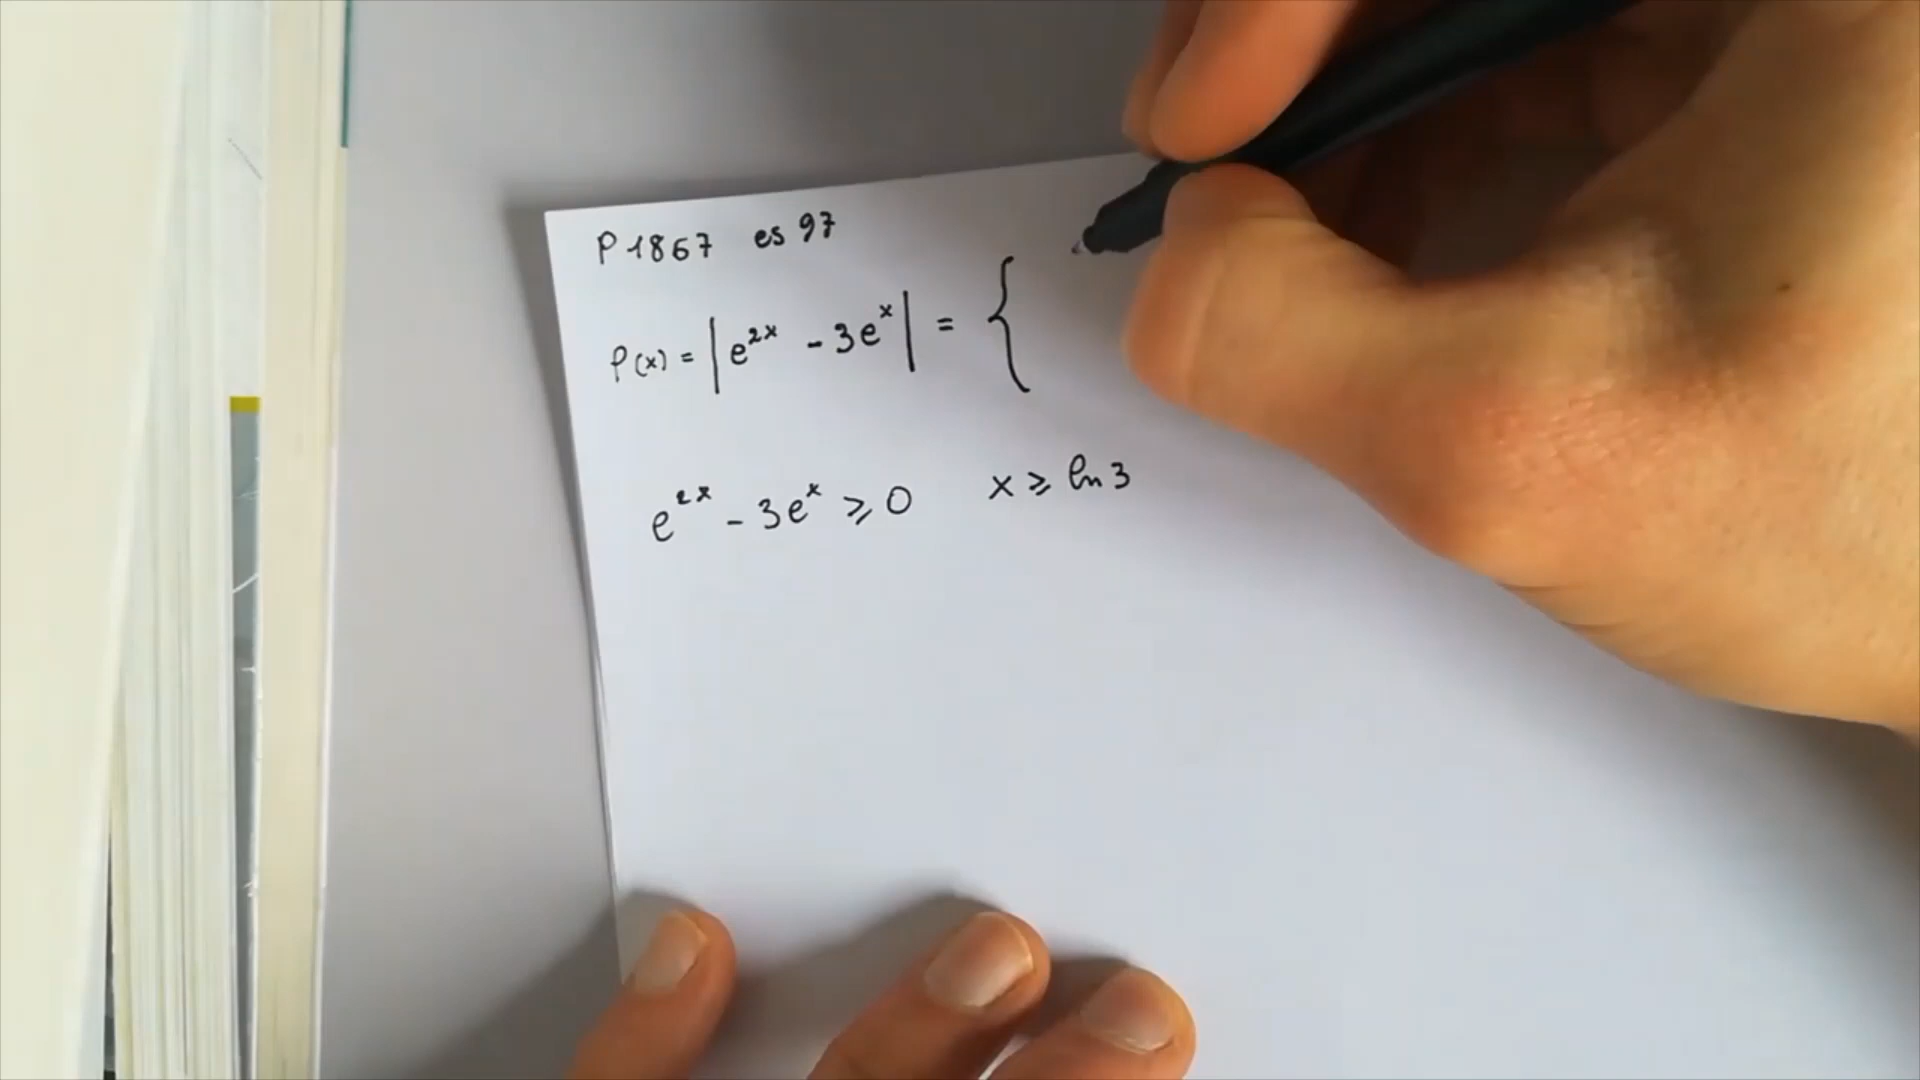 P 1867 es 97
f(x) = |e^{2x} - 3e^x| = {
e^{2x} - 3e^x ⩾ 0 x ⩾ ln 3